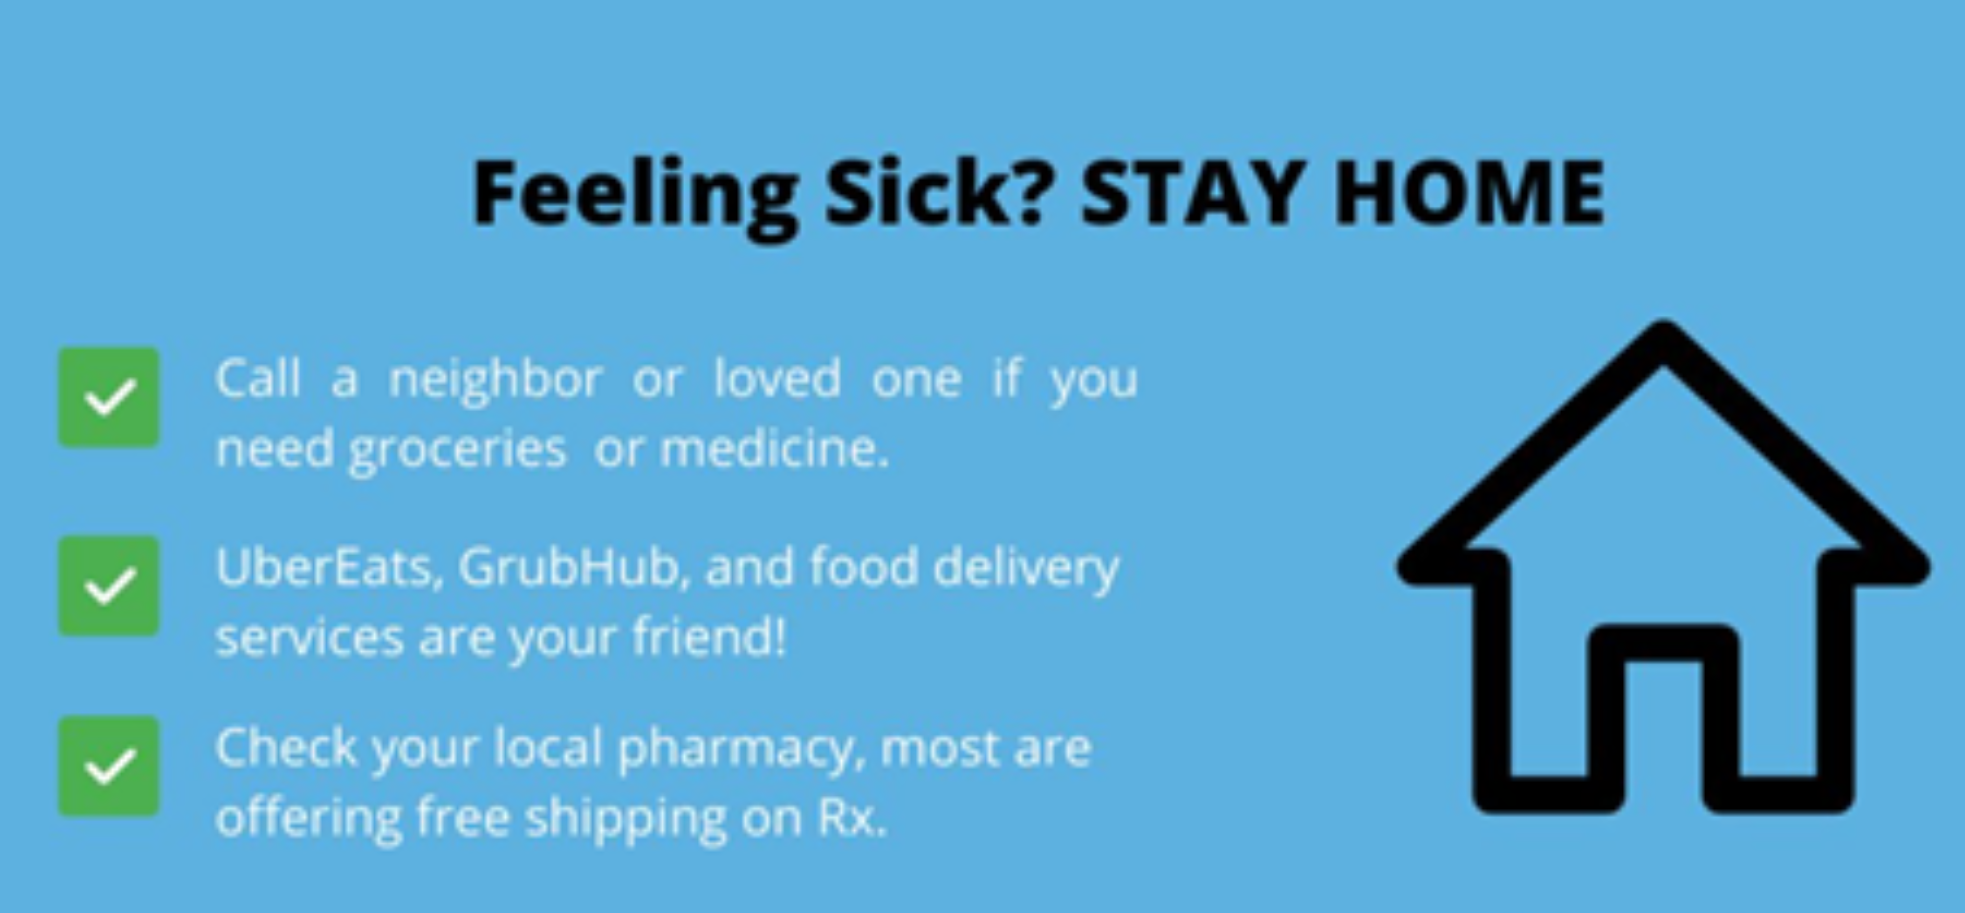 Feeling Sick? STAY HOME
Call a neighbor or loved one if you
need groceries or medicine.
UberEats, GrubHub, and food delivery
services are your friend!
Check your local pharmacy, most are
offering free shipping on Rx.